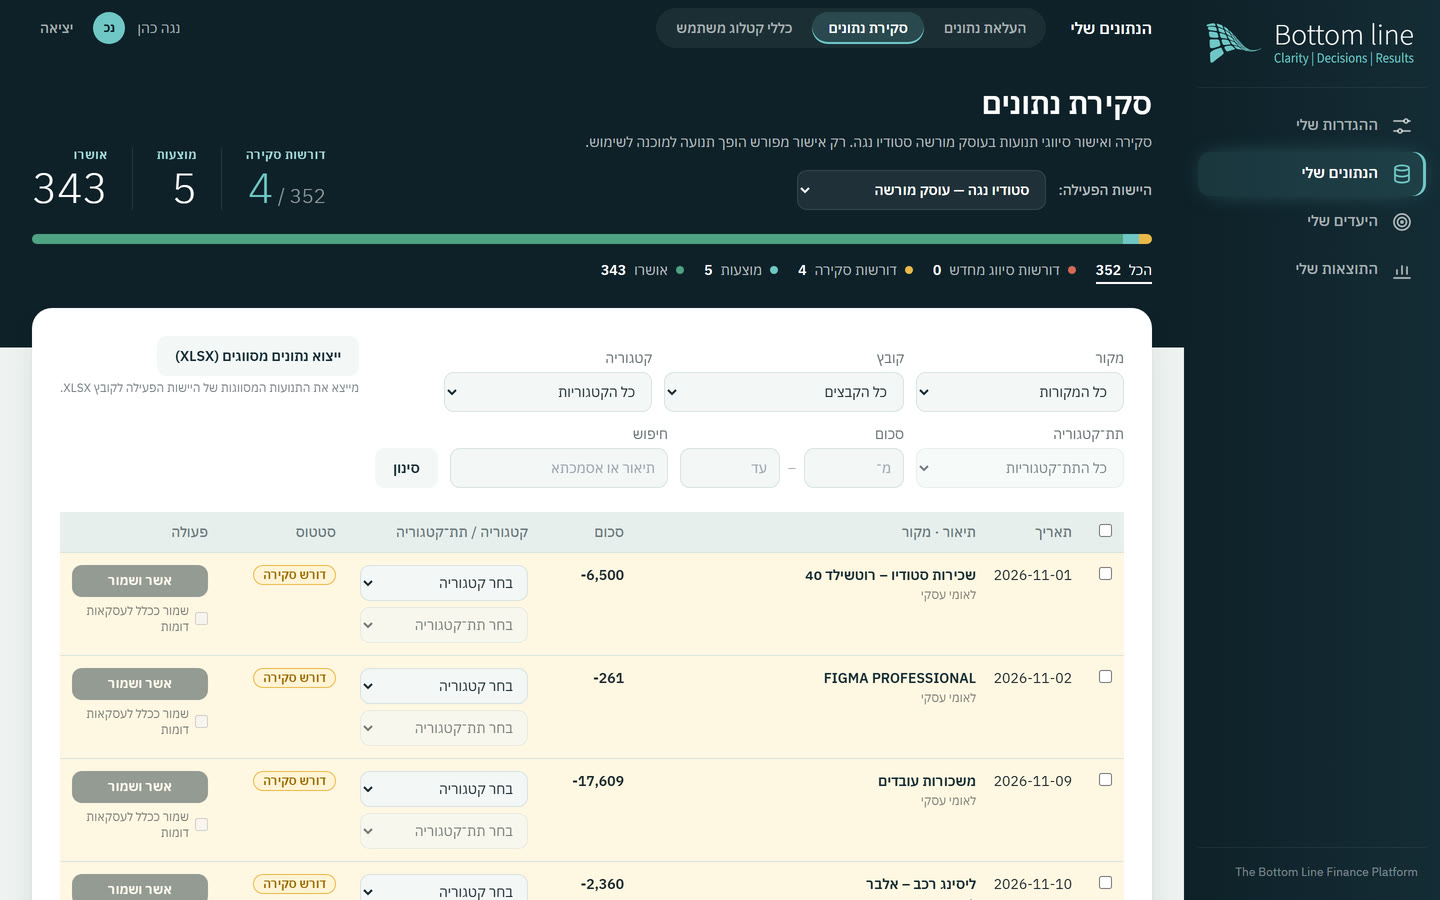 Bottom line
Clarity | Decisions | Results
ההגדרות שלי
הנתונים שלי
היעדים שלי
התוצאות שלי
The Bottom Line Finance Platform
הנתונים שלי
העלאת נתונים
סקירת נתונים
כללי קטלוג משתמש
נגה כהן
נכ
יציאה
סקירת נתונים
סקירה ואישור סיווגי תנועות בעוסק מורשה סטודיו נגה. רק אישור מפורש הופך תנועה למוכנה לשימוש.
היישות הפעילה:
סטודיו נגה — עוסק מורשה
דורשות סקירה
4 / 352
מוצעות
5
אושרו
343
הכל 352
דורשות סיווג מחדש 0
דורשות סקירה 4
מוצעות 5
אושרו 343
מקור
קובץ
קטגוריה
כל המקורות
כל הקבצים
כל הקטגוריות
ייצוא נתונים מסווגים (XLSX)
מייצא את התנועות המסווגות של היישות הפעילה לקובץ XLSX.
תת־קטגוריה
סכום
חיפוש
כל התת־קטגוריות
מ־
–
עד
תיאור או אסמכתא
סינון
תאריך
תיאור · מקור
סכום
קטגוריה / תת־קטגוריה
סטטוס
פעולה
2026-11-01
שכירות סטודיו – רוטשילד 40
לאומי עסקי
-6,500
בחר קטגוריה
בחר תת־קטגוריה
דורש סקירה
אשר ושמור
שמור ככלל לעסקאות
דומות
2026-11-02
FIGMA PROFESSIONAL
לאומי עסקי
-261
בחר קטגוריה
בחר תת־קטגוריה
דורש סקירה
אשר ושמור
שמור ככלל לעסקאות
דומות
2026-11-09
משכורות עובדים
לאומי עסקי
-17,609
בחר קטגוריה
בחר תת־קטגוריה
דורש סקירה
אשר ושמור
שמור ככלל לעסקאות
דומות
2026-11-10
ליסינג רכב – אלבר
-2,360
בחר קטגוריה
דורש סקירה
אשר ושמור